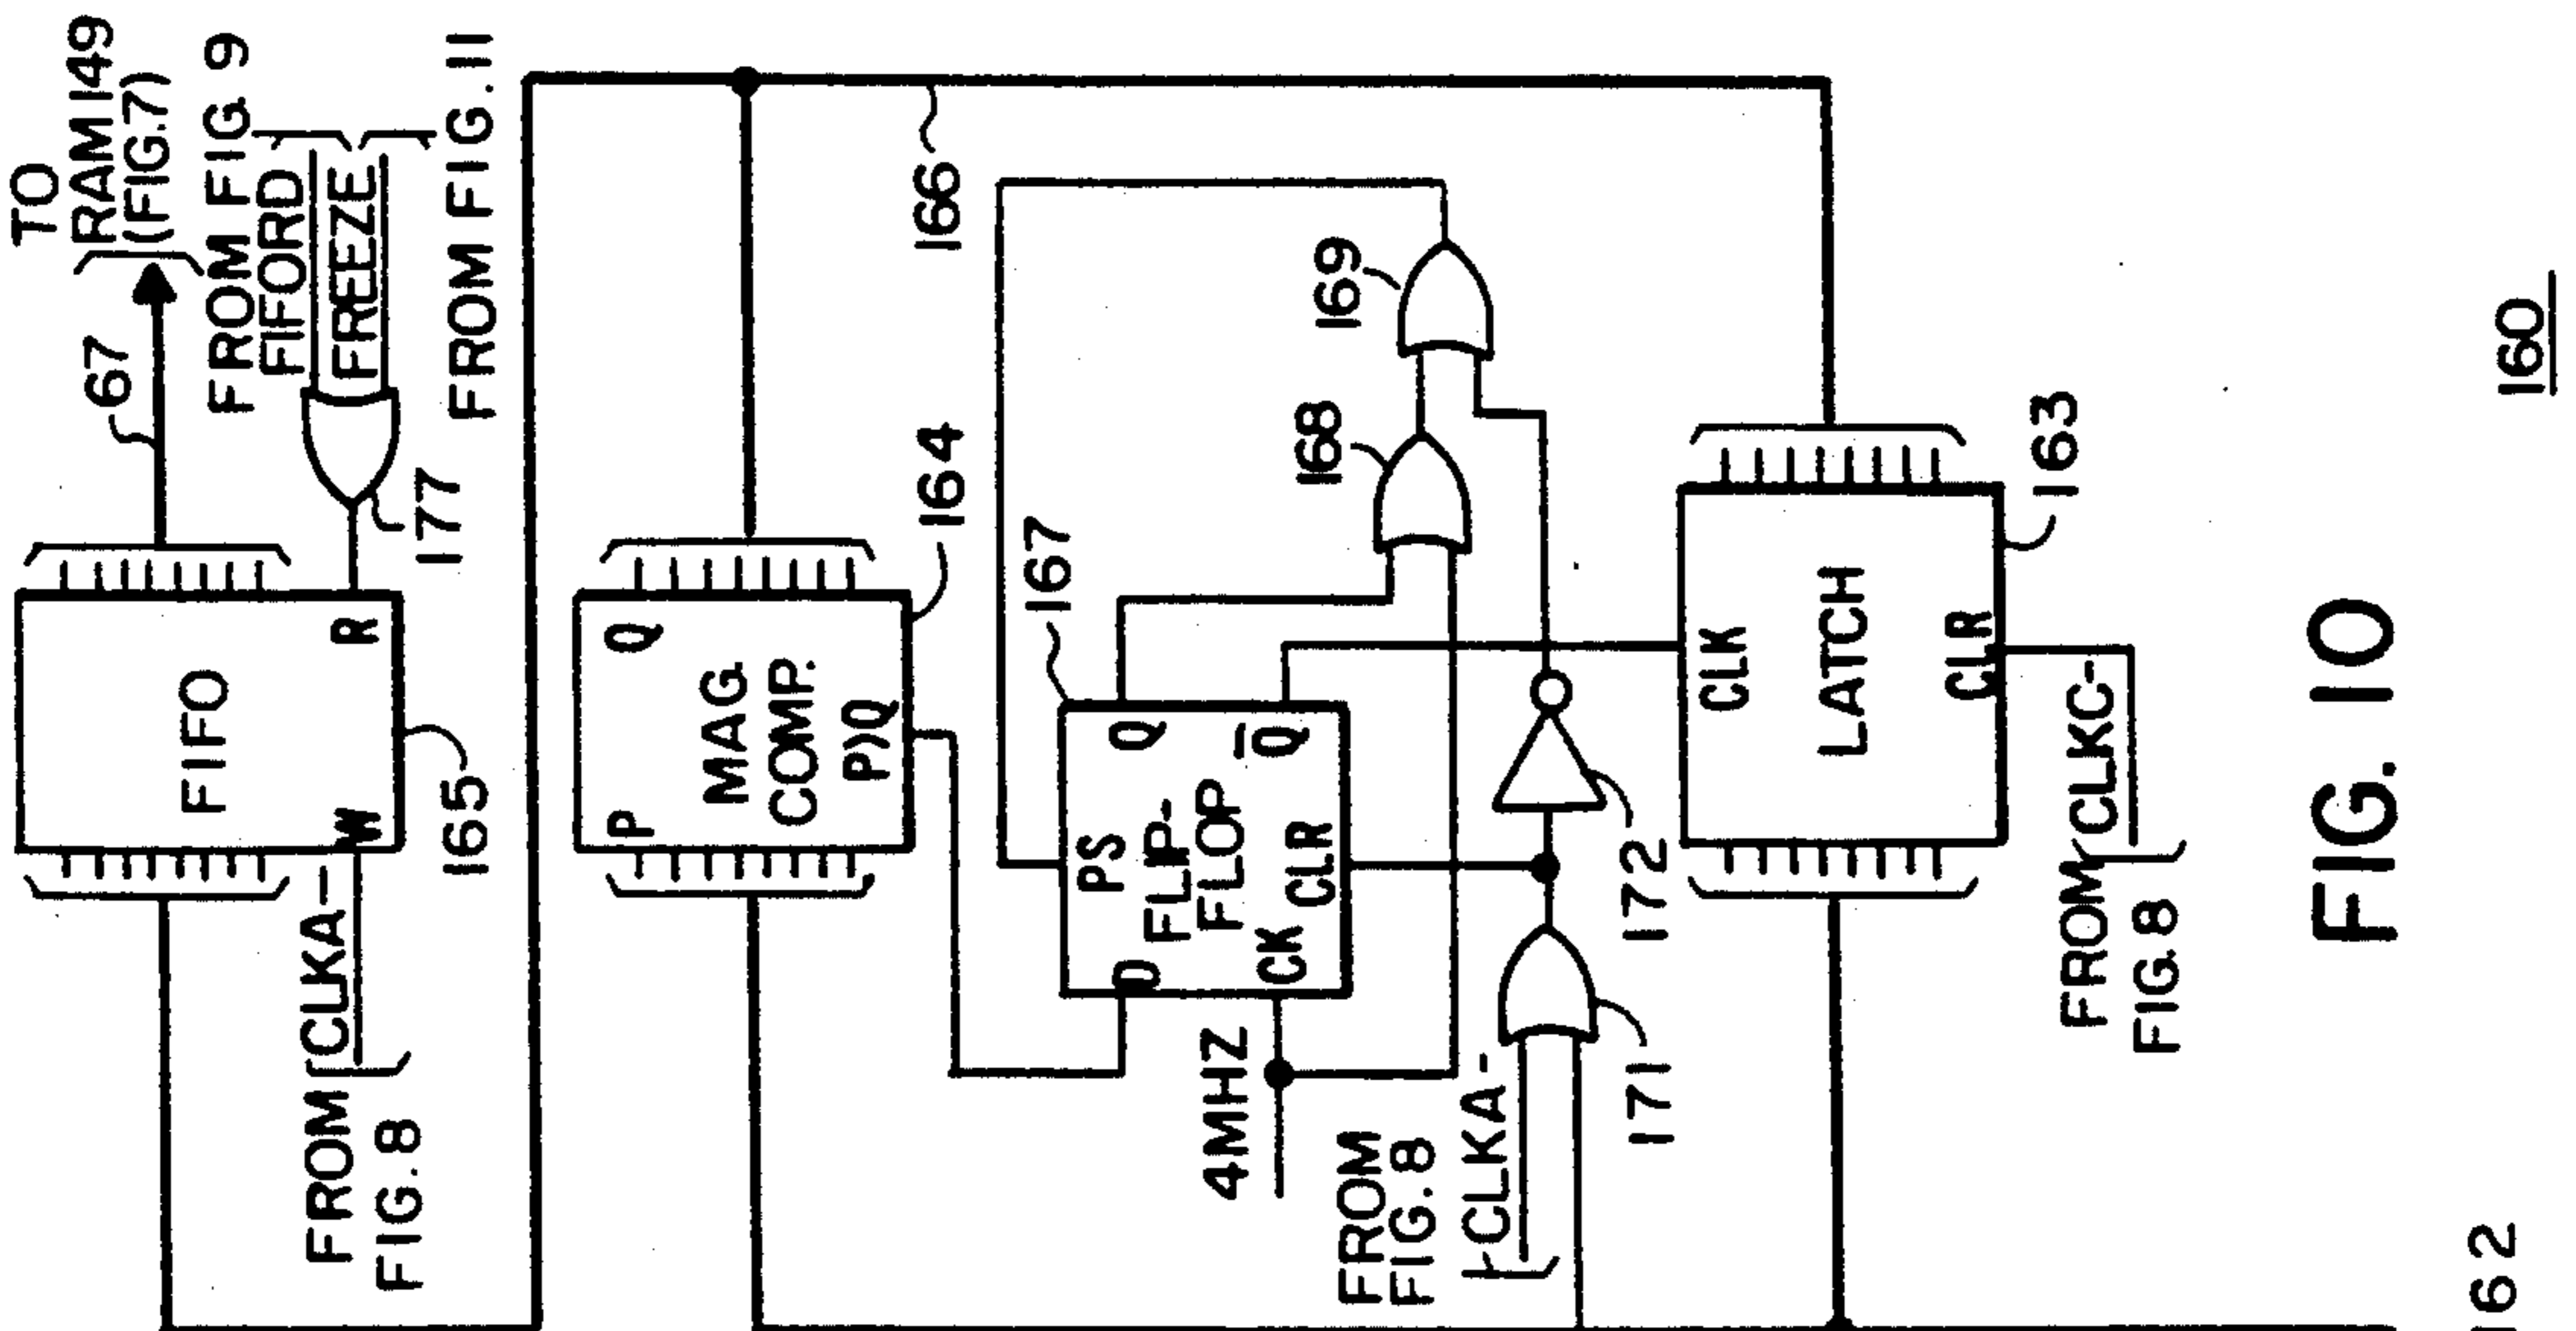 TO
RAM 149
(FIG.7)
67
FROM FIG. 9
FIFORD
FREEZE
FROM FIG. 11
177
FIFO
R
W
165
CLKA-
FROM
FIG. 8
166
164
Q
MAG.
COMP.
P
P>Q
167
168
169
Q
Q̅
PS
FLIP-
FLOP
D
CK
CLR
4MHZ
FROM
FIG. 8
CLKA-
171
172
163
CLK
LATCH
CLR
CLKC-
FROM
FIG. 8
162
160
FIG. 10